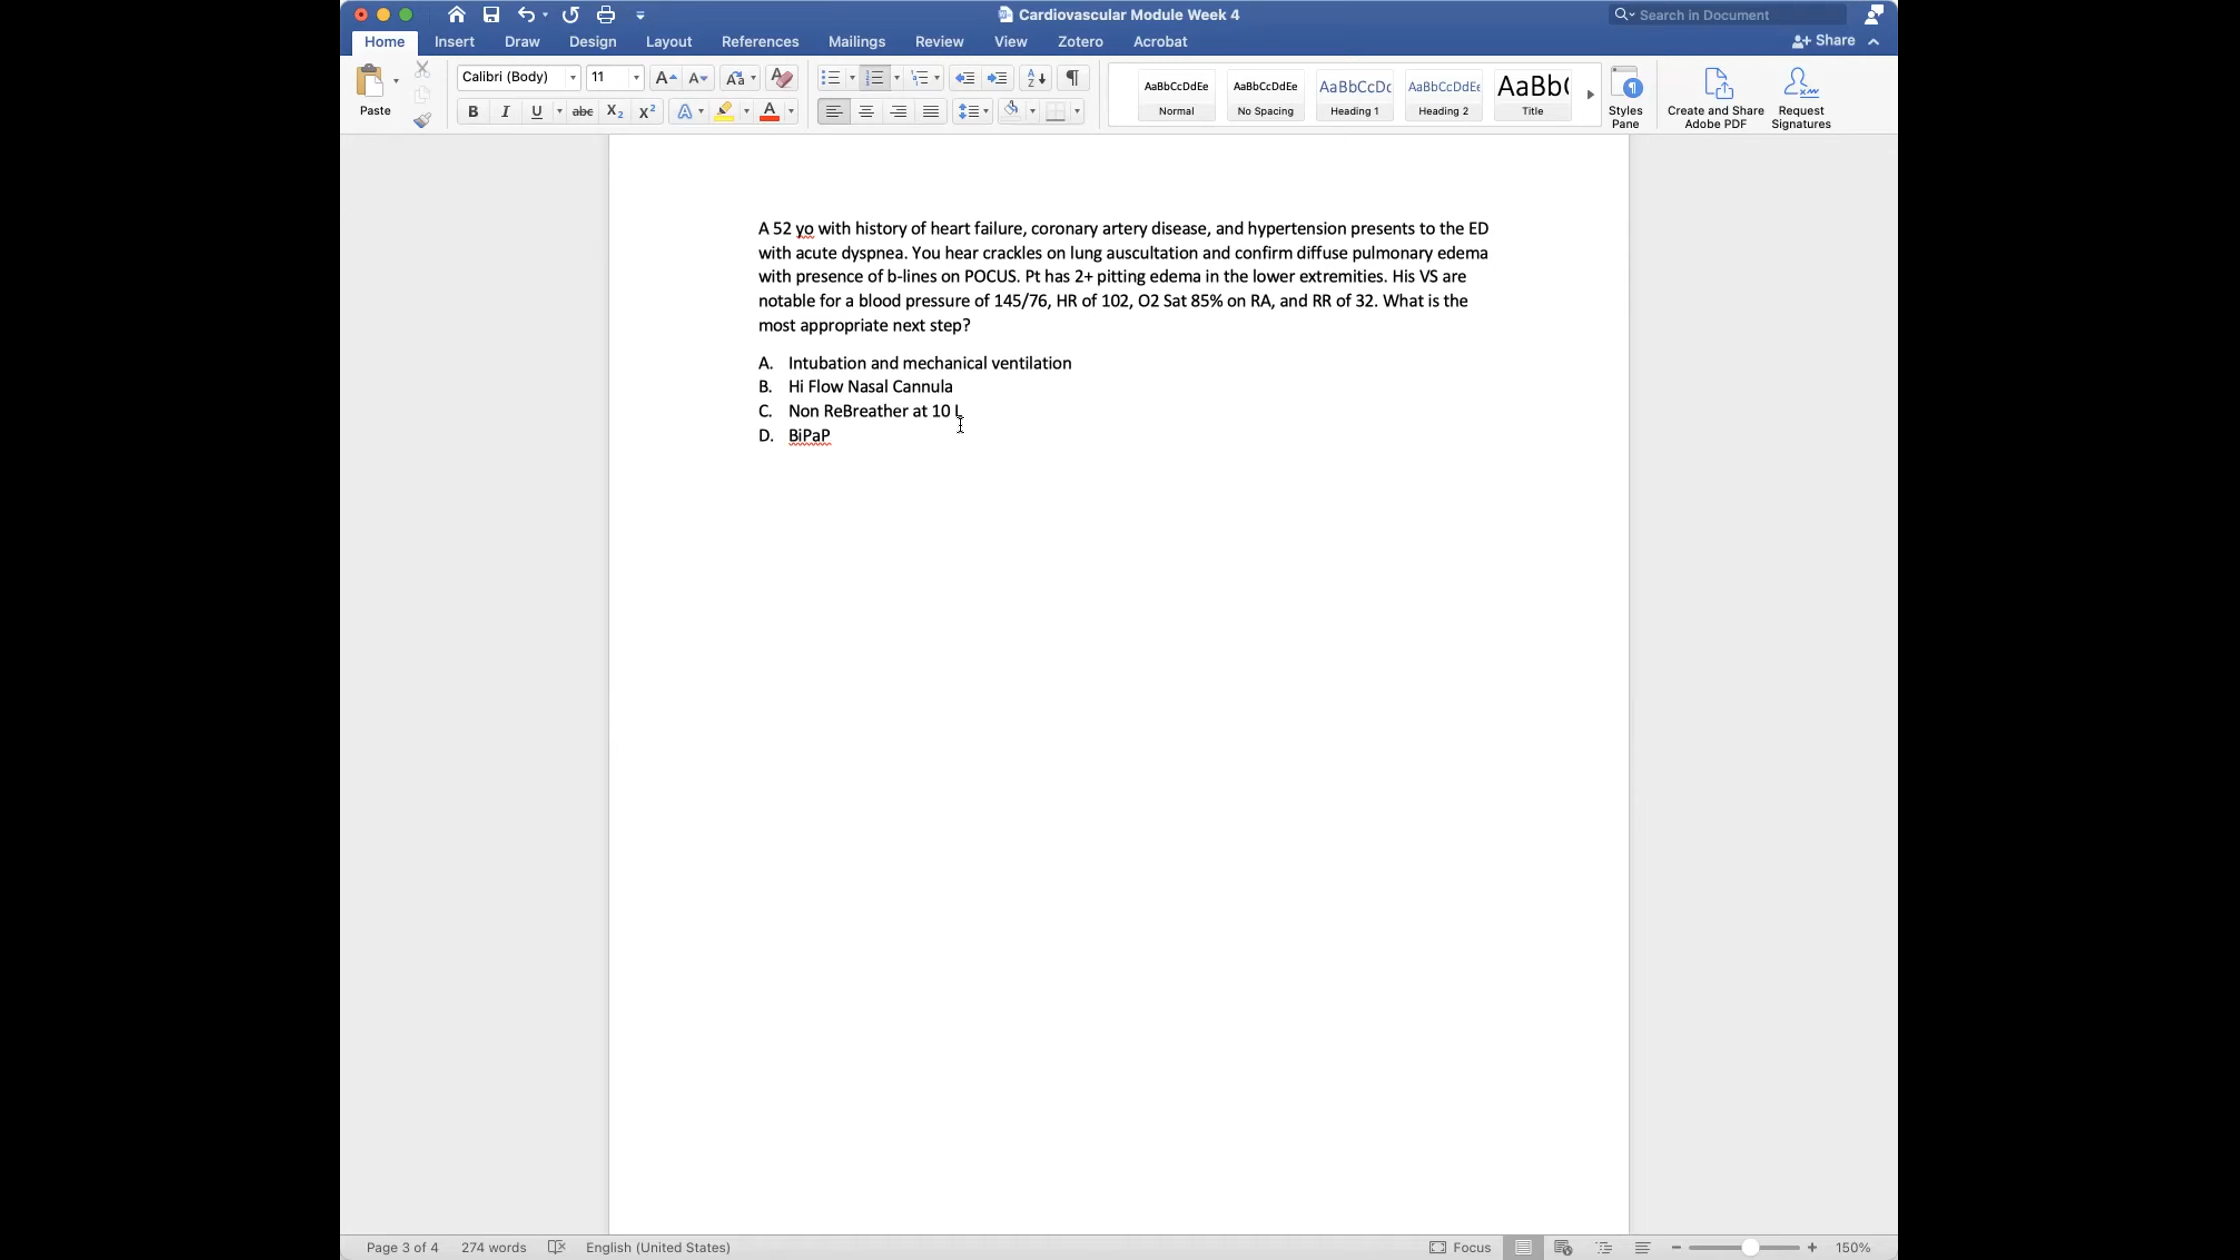 Cardiovascular Module Week 4
Search in Document
Home Insert Draw Design Layout References Mailings Review View Zotero Acrobat Share
Paste
Calibri (Body) 11
AaBbCcDdEe AaBbCcDdEe AaBbCcDc AaBbCcDdEe AaBb(
Normal No Spacing Heading 1 Heading 2 Title
Styles Pane
Create and Share Adobe PDF
Request Signatures
A 52 yo with history of heart failure, coronary artery disease, and hypertension presents to the ED
with acute dyspnea. You hear crackles on lung auscultation and confirm diffuse pulmonary edema
with presence of b-lines on POCUS. Pt has 2+ pitting edema in the lower extremities. His VS are
notable for a blood pressure of 145/76, HR of 102, O2 Sat 85% on RA, and RR of 32. What is the
most appropriate next step?
A. Intubation and mechanical ventilation
B. Hi Flow Nasal Cannula
C. Non ReBreather at 10 L
D. BiPaP
Page 3 of 4 274 words English (United States) Focus 150%